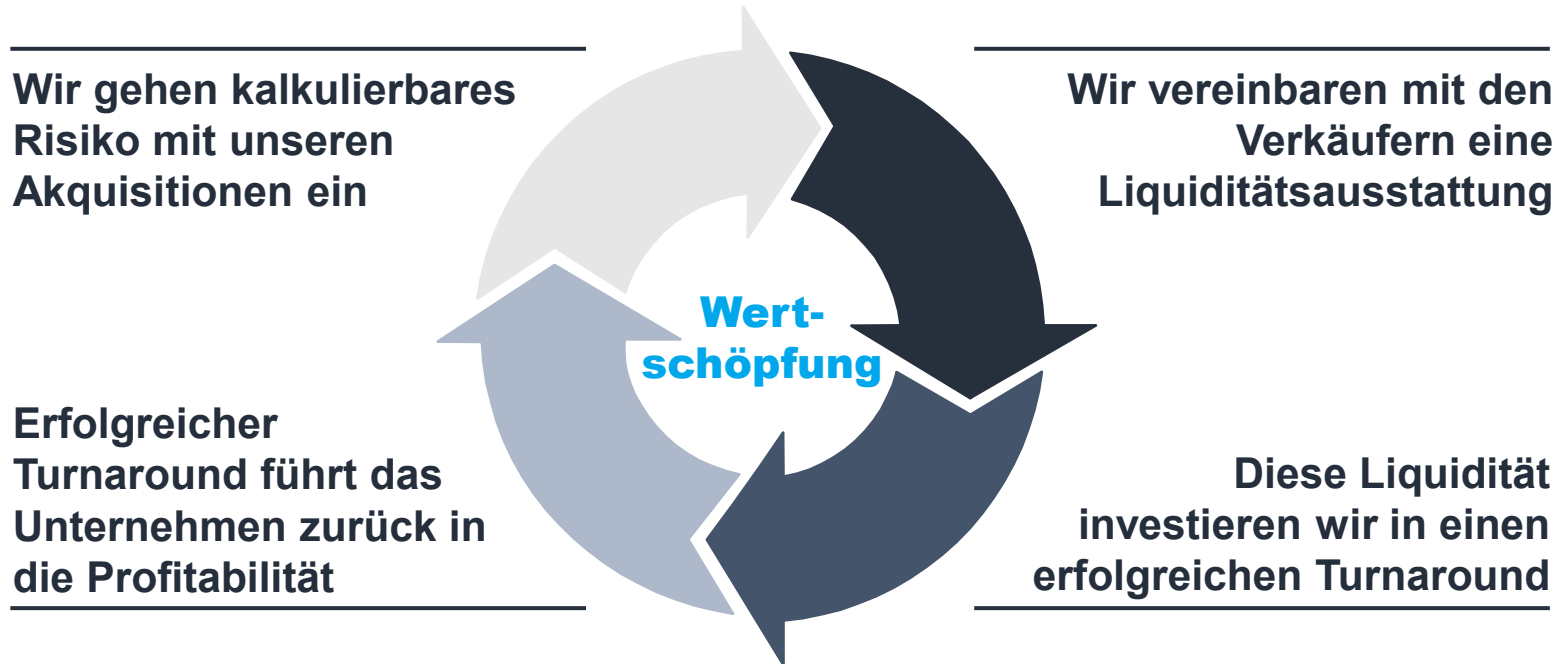 Wir gehen kalkulierbares
Risiko mit unseren
Akquisitionen ein
Wir vereinbaren mit den
Verkäufern eine
Liquiditätsausstattung
Wert-
schöpfung
Erfolgreicher
Turnaround führt das
Unternehmen zurück in
die Profitabilität
Diese Liquidität
investieren wir in einen
erfolgreichen Turnaround